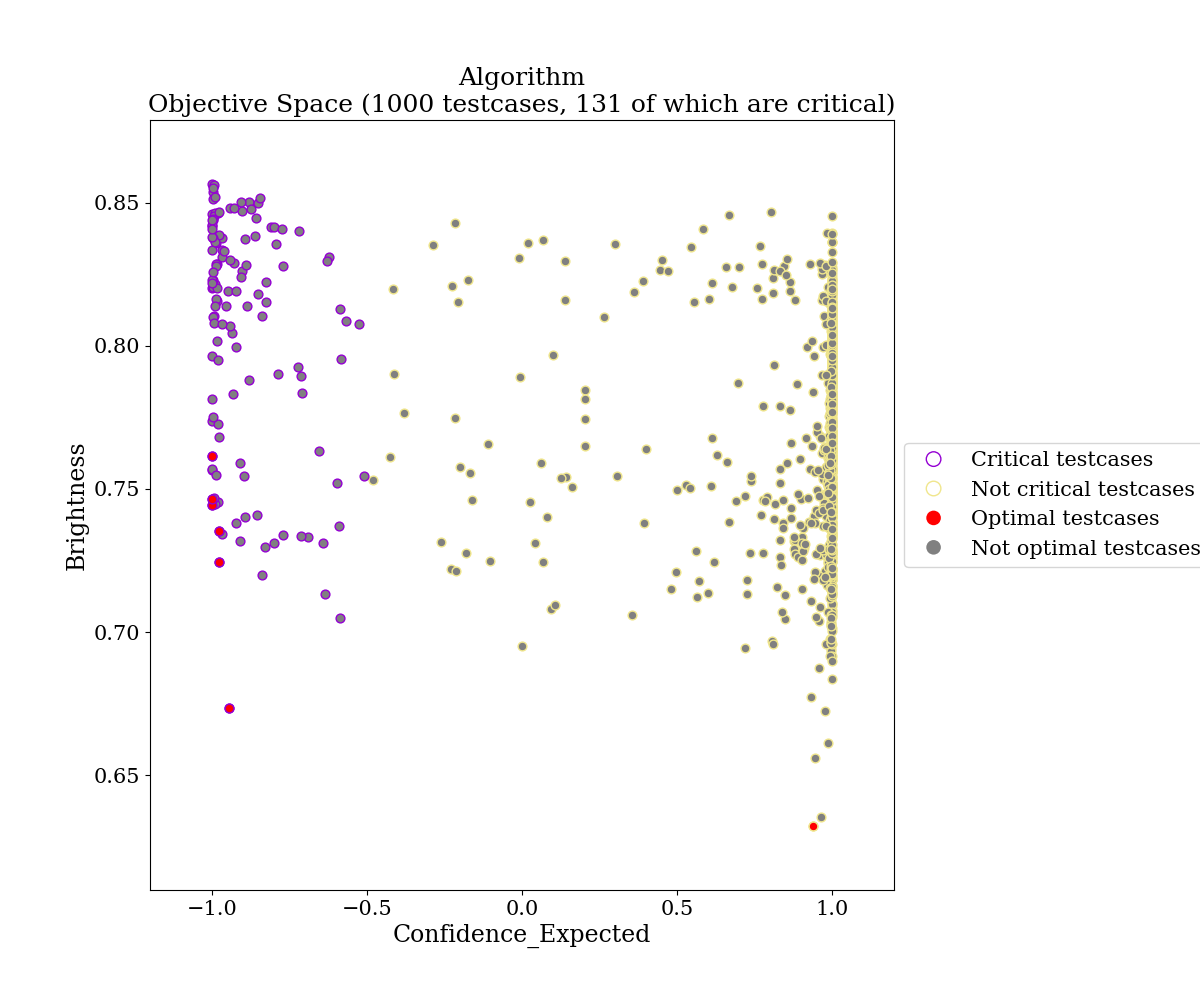 Algorithm
Objective Space (1000 testcases, 131 of which are critical)
0.85
0.80
0.75
0.70
0.65
Brightness
−1.0
−0.5
0.0
0.5
1.0
Confidence_Expected
Critical testcases
Not critical testcases
Optimal testcases
Not optimal testcases